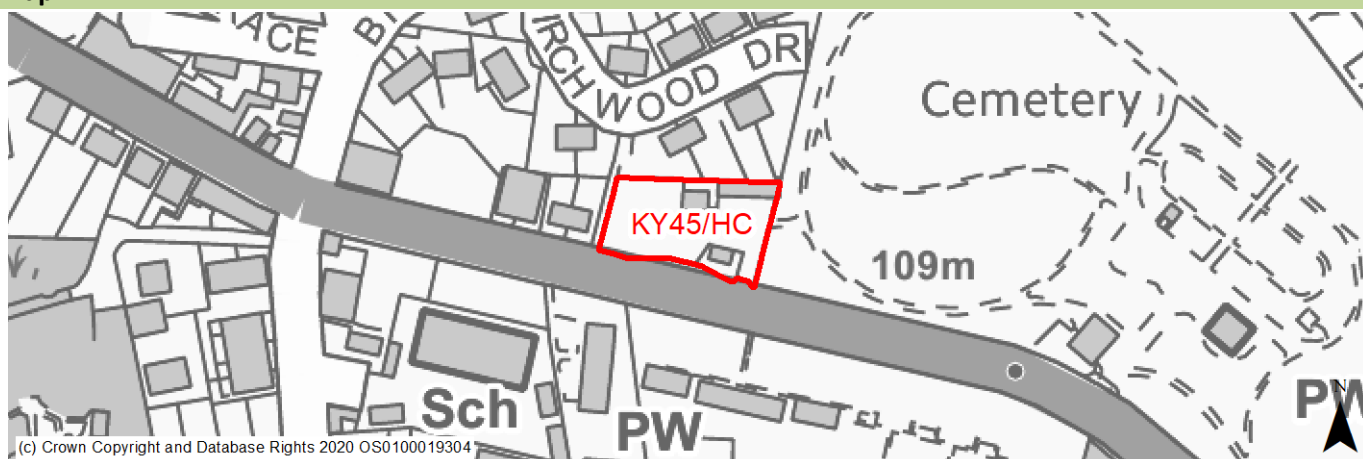 ACE
B
RCHWOOD DR
Cemetery
KY45/HC
109m
Sch
PW
PW
N
(c) Crown Copyright and Database Rights 2020 OS0100019304